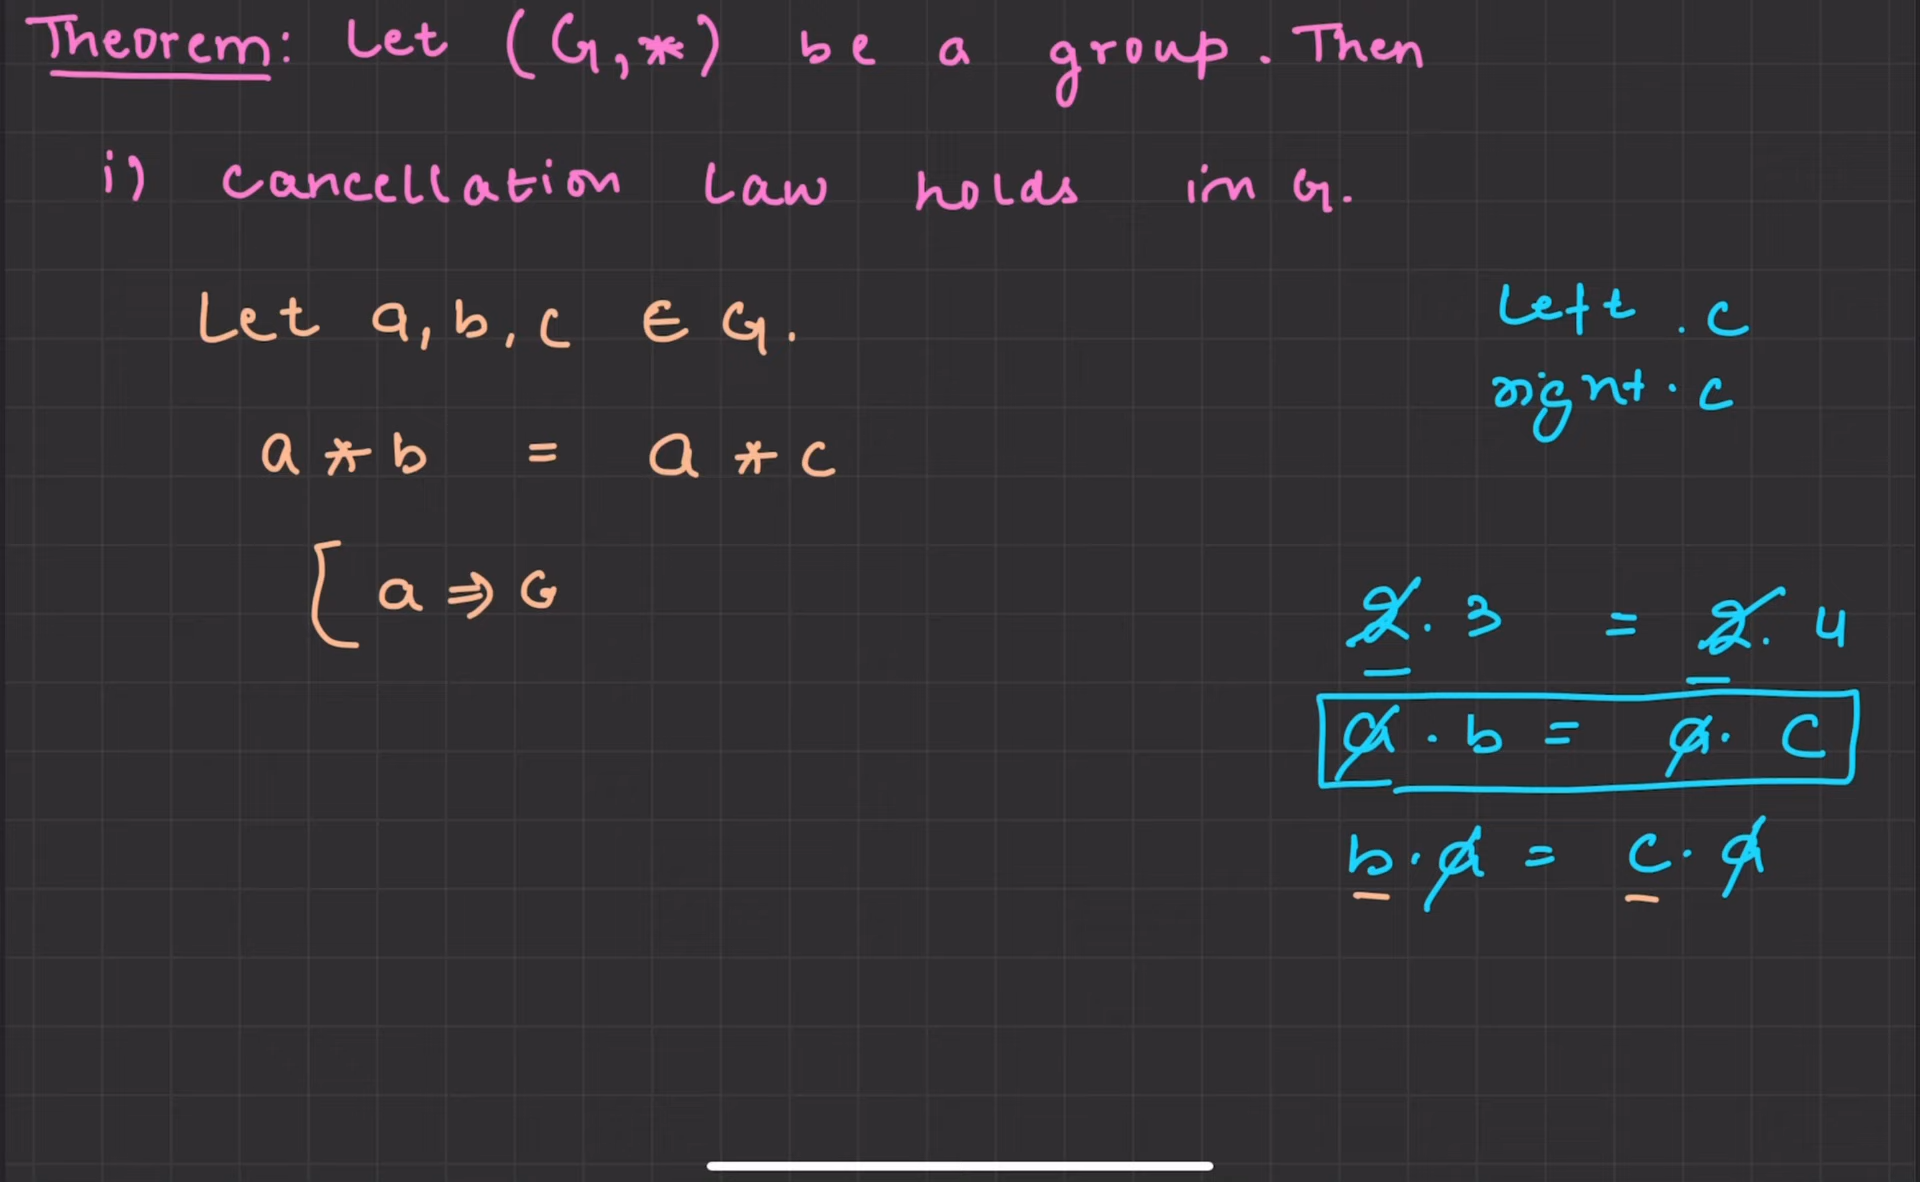 Theorem: Let (G,*) be a group. Then
i) cancellation law holds in G.
Let a, b, c ∈ G.
a * b = a * c
[ a ⇒ G
Left . c
right . c
2 . 3 = 2 . 4
a . b = a . c
b . a = c . a